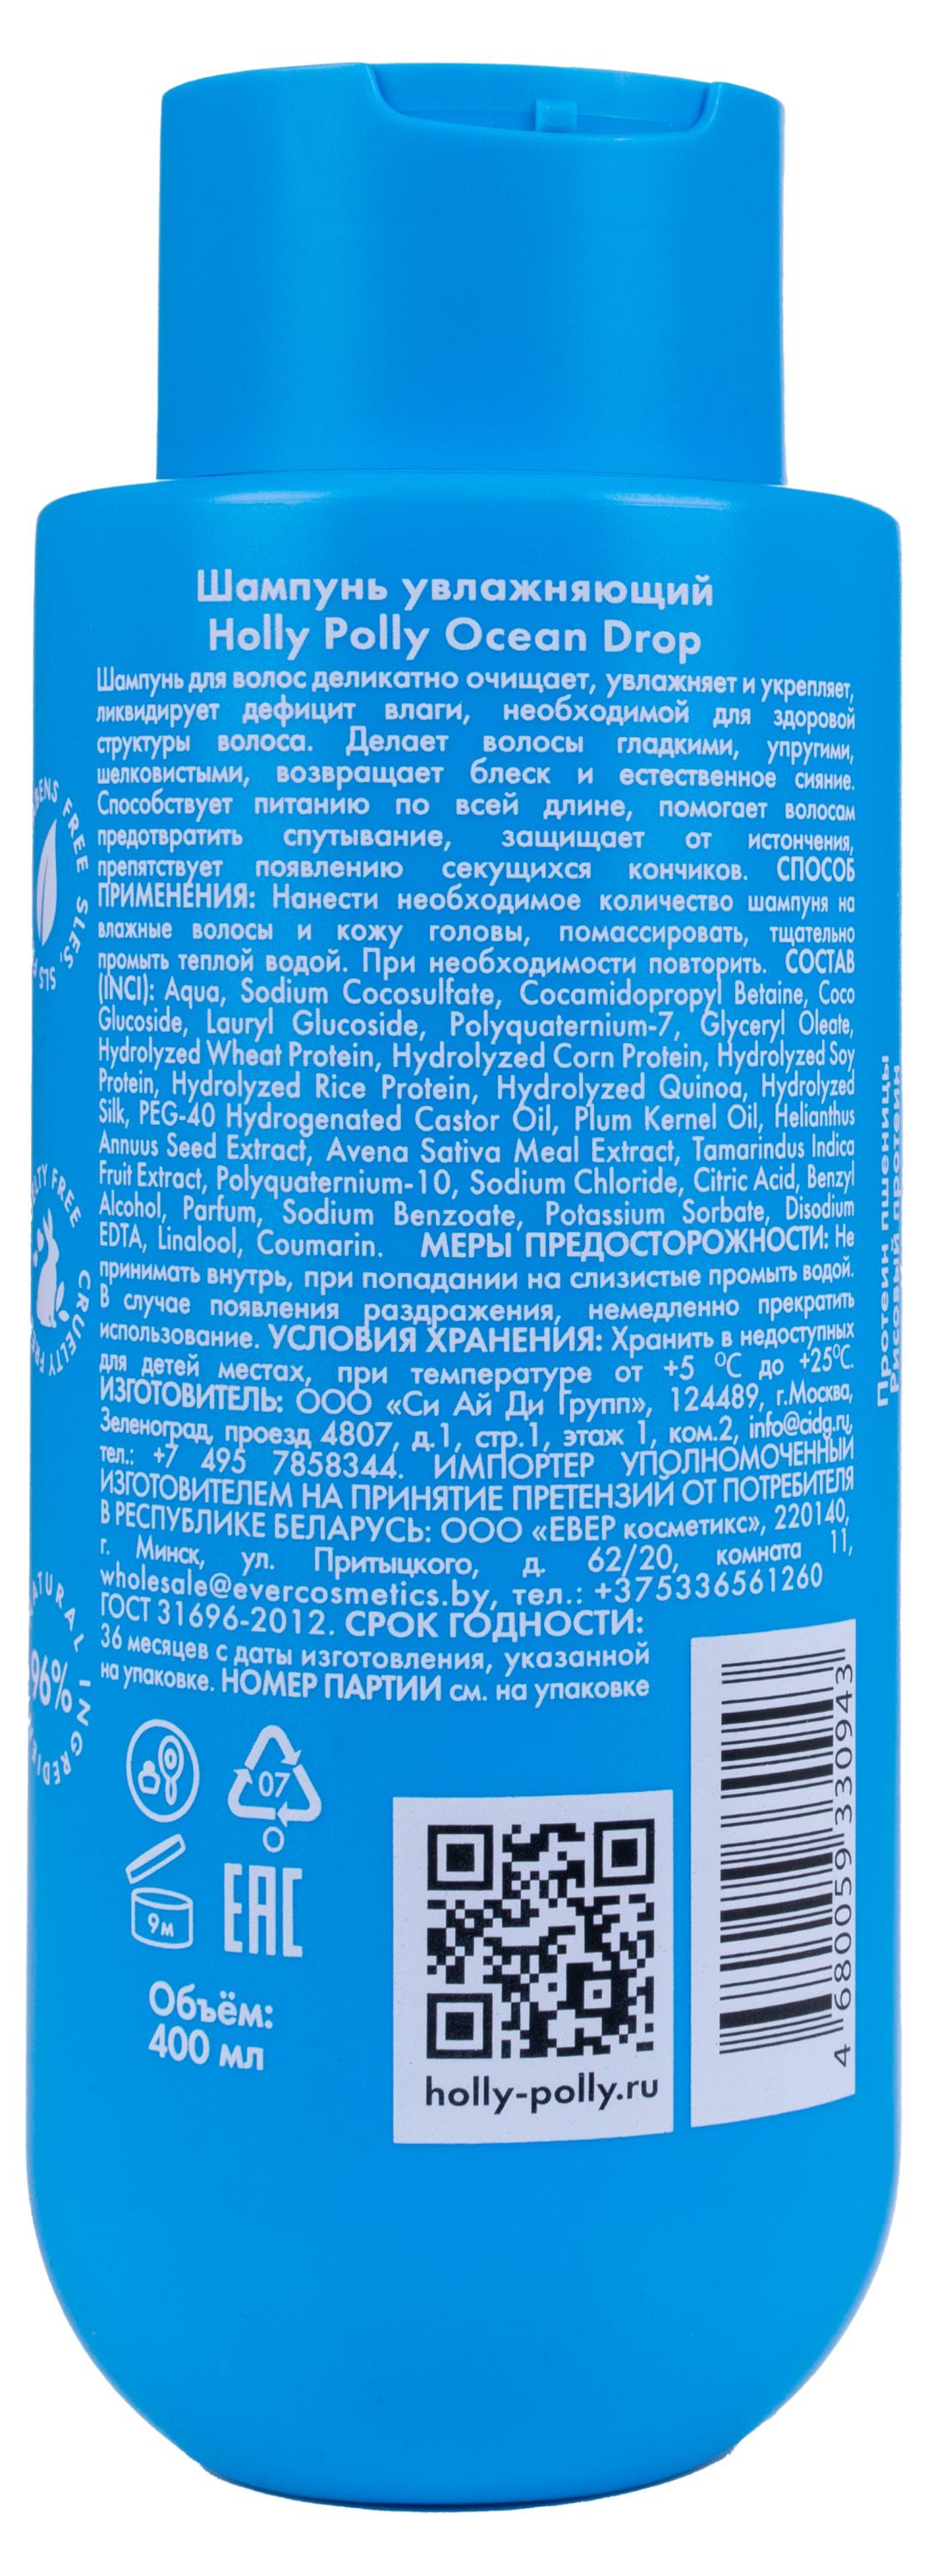 Шампунь увлажняющий
Holly Polly Ocean Drop
Шампунь для волос деликатно очищает, увлажняет и укрепляет,
ликвидирует дефицит влаги, необходимой для здоровой
структуры волоса. Делает волосы гладкими, упругими,
шелковистыми, возвращает блеск и естественное сияние.
Способствует питанию по всей длине, помогает волосам
предотвратить спутывание, защищает от истончения,
препятствует появлению секущихся кончиков. СПОСОБ
ПРИМЕНЕНИЯ: Нанести необходимое количество шампуня на
влажные волосы и кожу головы, помассировать, тщательно
промыть теплой водой. При необходимости повторить. СОСТАВ
(INCI): Aqua, Sodium Cocosulfate, Cocamidopropyl Betaine, Coco
Glucoside, Lauryl Glucoside, Polyquaternium-7, Glyceryl Oleate,
Hydrolyzed Wheat Protein, Hydrolyzed Corn Protein, Hydrolyzed Soy
Protein, Hydrolyzed Rice Protein, Hydrolyzed Quinoa, Hydrolyzed
Silk, PEG-40 Hydrogenated Castor Oil, Plum Kernel Oil, Helianthus
Annuus Seed Extract, Avena Sativa Meal Extract, Tamarindus Indica
Fruit Extract, Polyquaternium-10, Sodium Chloride, Citric Acid, Benzyl
Alcohol, Parfum, Sodium Benzoate, Potassium Sorbate, Disodium
EDTA, Linalool, Coumarin. МЕРЫ ПРЕДОСТОРОЖНОСТИ: Не
принимать внутрь, при попадании на слизистые промыть водой.
В случае появления раздражения, немедленно прекратить
использование. УСЛОВИЯ ХРАНЕНИЯ: Хранить в недоступных
для детей местах, при температуре от +5 °C до +25°C.
ИЗГОТОВИТЕЛЬ: ООО «Си Ай Ди Групп», 124489, г.Москва,
Зеленоград, проезд 4807, д.1, стр.1, этаж 1, ком.2, info@cidg.ru,
тел.: +7 495 7858344. ИМПОРТЕР УПОЛНОМОЧЕННЫЙ
ИЗГОТОВИТЕЛЕМ НА ПРИНЯТИЕ ПРЕТЕНЗИЙ ОТ ПОТРЕБИТЕЛЯ
В РЕСПУБЛИКЕ БЕЛАРУСЬ: ООО «ЕВЕР косметикс», 220140,
г. Минск, ул. Притыцкого, д. 62/20, комната 11,
wholesale@evercosmetics.by, тел.: +375336561260
ГОСТ 31696-2012. СРОК ГОДНОСТИ:
36 месяцев с даты изготовления, указанной
на упаковке. НОМЕР ПАРТИИ см. на упаковке
07
9м
EAC
Объём:
400 мл
holly-polly.ru
4 680059 330943
FREE SLES
FREE CRUELTY
96%
Протеин пшеницы
Рисовый протеин